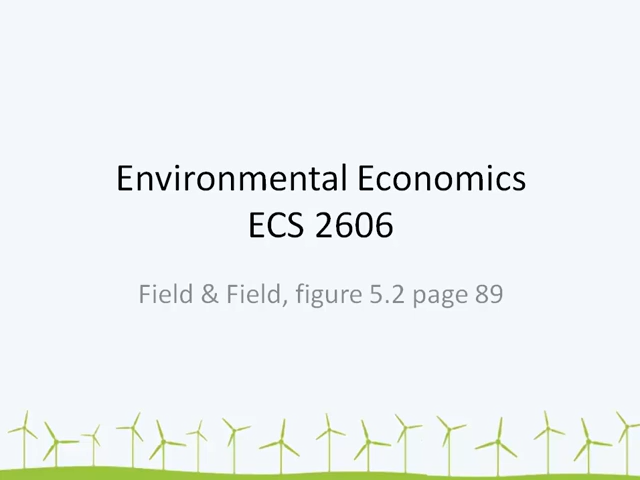 Environmental Economics
ECS 2606
Field & Field, figure 5.2 page 89